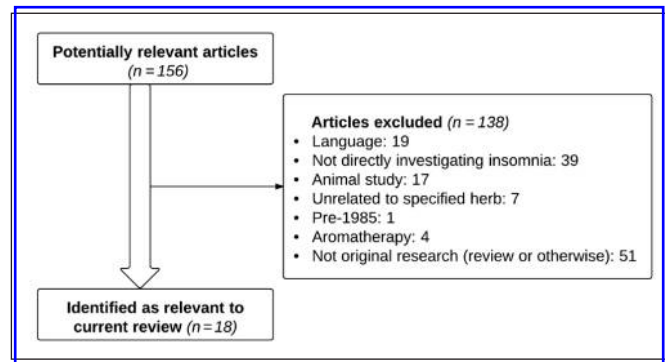 Potentially relevant articles
(n = 156)
Articles excluded (n = 138)
• Language: 19
• Not directly investigating insomnia: 39
• Animal study: 17
• Unrelated to specified herb: 7
• Pre-1985: 1
• Aromatherapy: 4
• Not original research (review or otherwise): 51
Identified as relevant to
current review (n = 18)